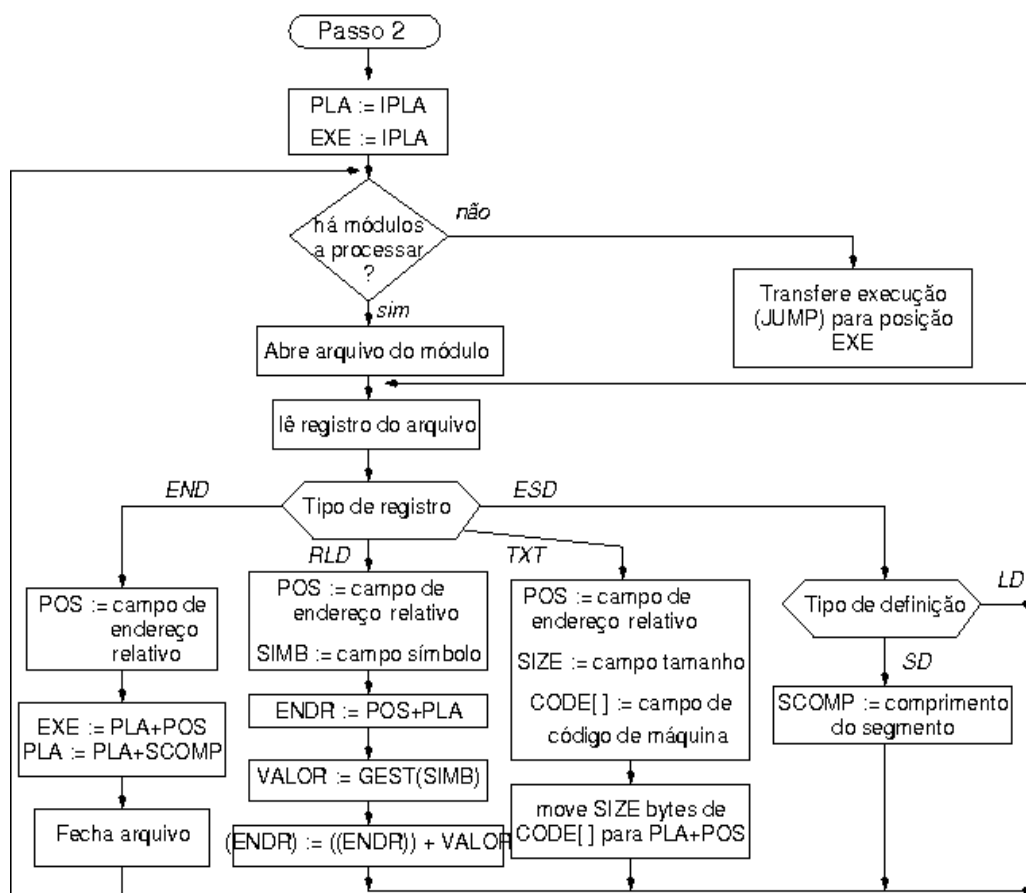 Passo 2
PLA := IPLA
EXE := IPLA
há módulos
a processar
?
não
sim
Transfere execução
(JUMP) para posição
EXE
Abre arquivo do módulo
lê registro do arquivo
Tipo de registro
END
RLD
TXT
ESD
POS := campo de
endereço
relativo
EXE := PLA+POS
PLA := PLA+SCOMP
Fecha arquivo
POS := campo de
endereço relativo
SIMB := campo símbolo
ENDR := POS+PLA
VALOR := GEST(SIMB)
(ENDR) := ((ENDR)) + VALOR
POS := campo de
endereço relativo
SIZE := campo tamanho
CODE[ ] := campo de
código de máquina
move SIZE bytes de
CODE[ ] para PLA+POS
Tipo de definição
LD
SD
SCOMP := comprimento
do segmento